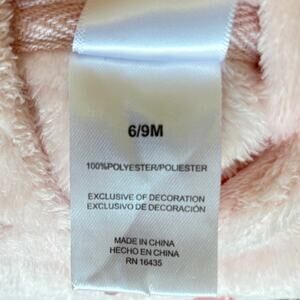 6/9M
100%POLYESTER/POLIESTER
EXCLUSIVE OF DECORATION
EXCLUSIVO DE DECORACIÓN
MADE IN CHINA
HECHO EN CHINA
RN 16435